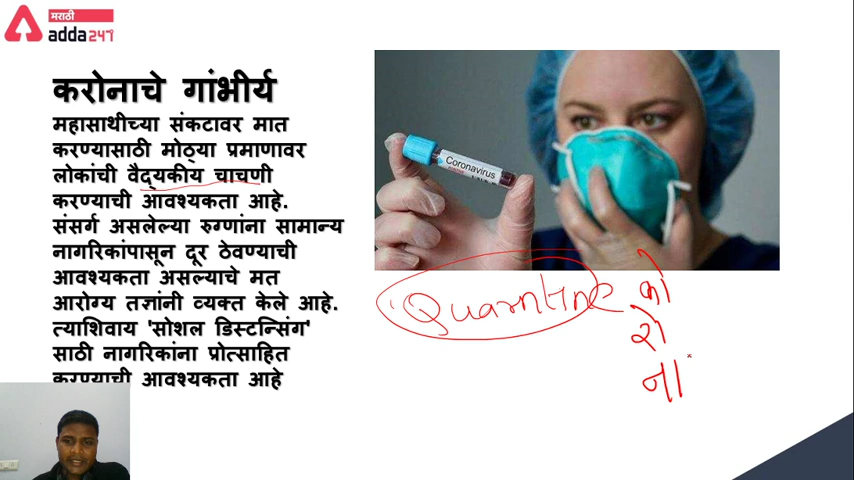 मराठी
adda247
करोनाचे गांभीर्य
महासाथीच्या संकटावर मात
करण्यासाठी मोठ्या प्रमाणावर
लोकांची वैद्यकीय चाचणी
करण्याची आवश्यकता आहे.
संसर्ग असलेल्या रुग्णांना सामान्य
नागरिकांपासून दूर ठेवण्याची
आवश्यकता असल्याचे मत
आरोग्य तज्ञांनी व्यक्त केले आहे.
त्याशिवाय 'सोशल डिस्टन्सिंग'
साठी नागरिकांना प्रोत्साहित
करण्याची आवश्यकता आहे
Coronavirus
Quarntine
को
रो
ना